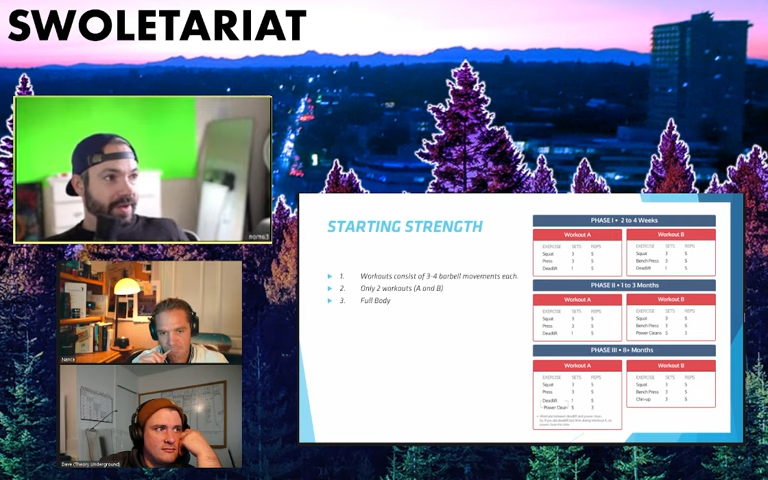 SWOLETARIAT
STARTING STRENGTH
1. Workouts consist of 3-4 barbell movements each.
2. Only 2 workouts (A and B)
3. Full Body
PHASE I • 2 to 4 Weeks
Workout A
EXERCISE SETS REPS
Squat 3 5
Press 3 5
Deadlift 1 5
Workout B
EXERCISE SETS REPS
Squat 3 5
Bench Press 3 5
Deadlift 1 5
PHASE II • 1 to 3 Months
Workout A
EXERCISE SETS REPS
Squat 3 5
Press 3 5
Deadlift 1 5
Workout B
EXERCISE SETS REPS
Squat 3 5
Bench Press 3 5
Power Cleans 5 3
PHASE III •
Months
Workout A
EXERCISE SETS REPS
Squat 3 5
Press 3 5
Deadlift 1 5
Power Clean 5 3
Workout B
EXERCISE SETS REPS
Squat 3 5
Bench Press 3 5
Chin-up 3
Dave (Theory Underground)